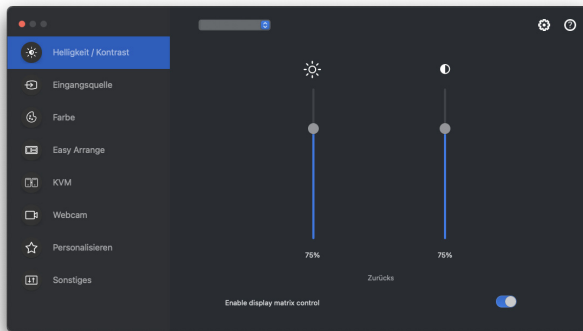 Helligkeit / Kontrast
Eingangsquelle
Farbe
Easy Arrange
KVM
Webcam
Personalisieren
Sonstiges
75%
75%
Zurücks
Enable display matrix control